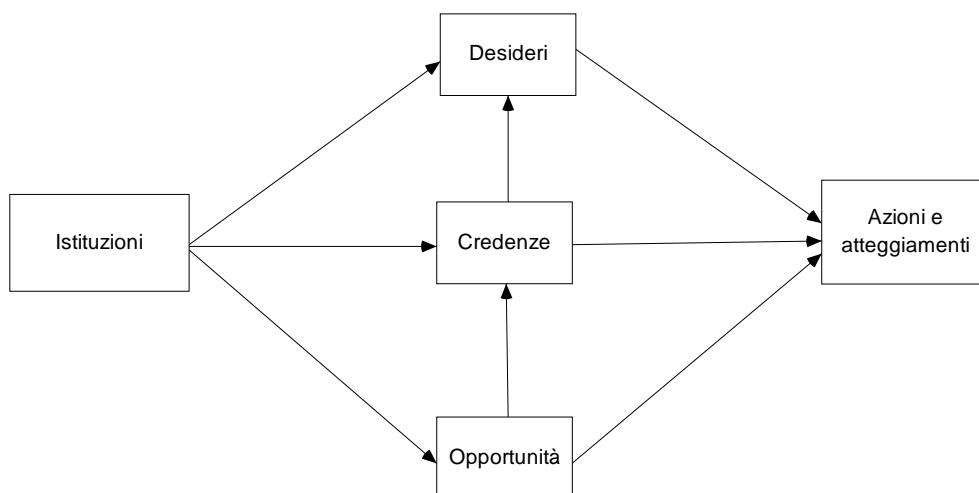 Desideri
Istituzioni
Credenze
Azioni e
atteggiamenti
Opportunità